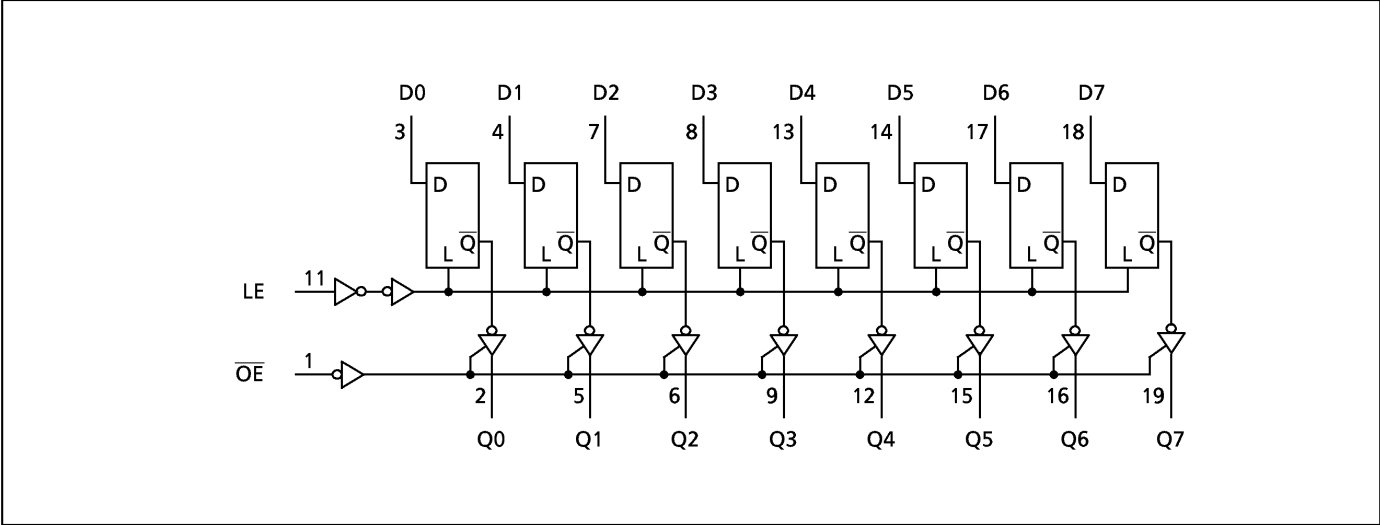 D0 D1 D2 D3 D4 D5 D6 D7
3 4 7 8 13 14 17 18
D D D D D D D D
Q̅ Q̅ Q̅ Q̅ Q̅ Q̅ Q̅ Q̅
L L L L L L L L
LE 11
O̅E̅ 1
2 5 6 9 12 15 16 19
Q0 Q1 Q2 Q3 Q4 Q5 Q6 Q7